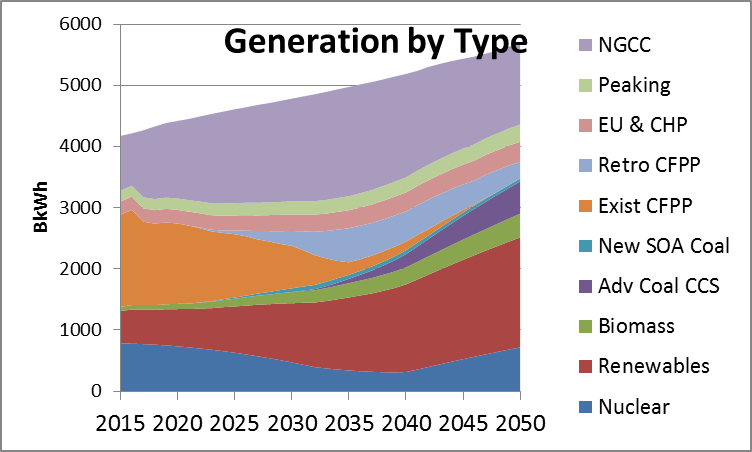 Generation by Type
6000
5000
4000
3000
2000
1000
0
BkWh
2015 2020 2025 2030 2035 2040 2045 2050
NGCC
Peaking
EU & CHP
Retro CFPP
Exist CFPP
New SOA Coal
Adv Coal CCS
Biomass
Renewables
Nuclear